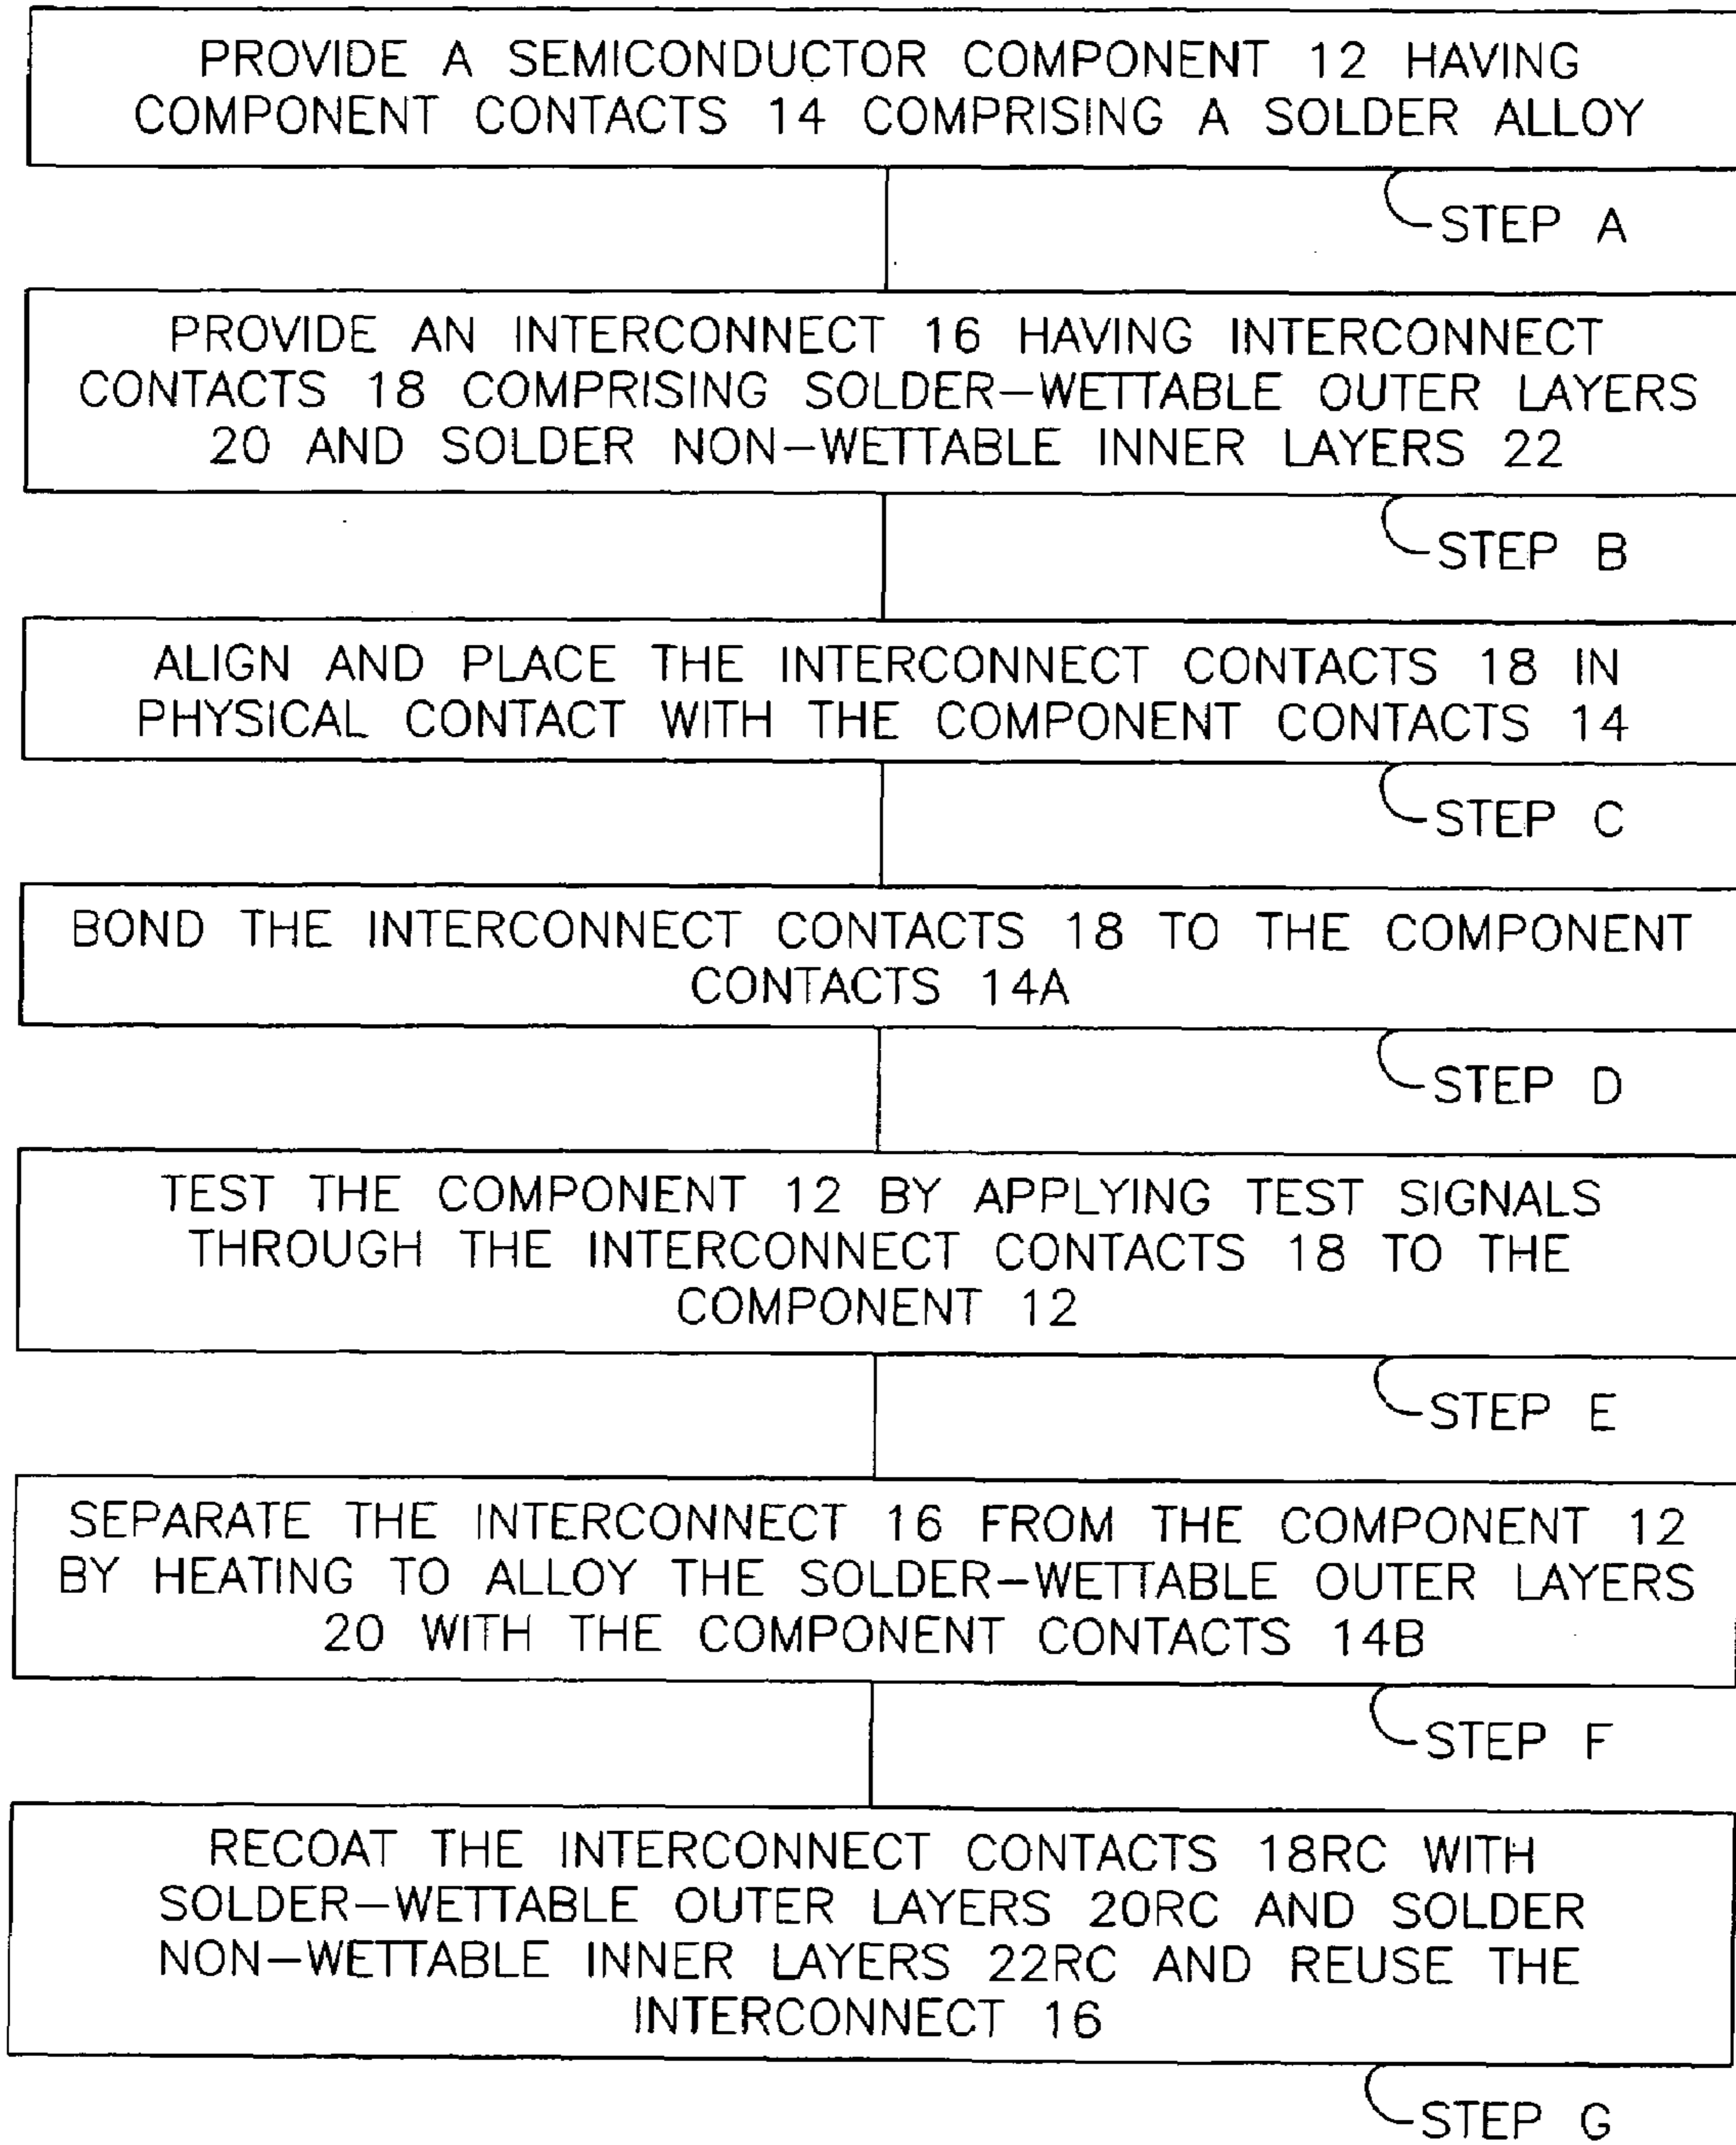 PROVIDE A SEMICONDUCTOR COMPONENT 12 HAVING
COMPONENT CONTACTS 14 COMPRISING A SOLDER ALLOY
STEP A
PROVIDE AN INTERCONNECT 16 HAVING INTERCONNECT
CONTACTS 18 COMPRISING SOLDER-WETTABLE OUTER LAYERS
20 AND SOLDER NON-WETTABLE INNER LAYERS 22
STEP B
ALIGN AND PLACE THE INTERCONNECT CONTACTS 18 IN
PHYSICAL CONTACT WITH THE COMPONENT CONTACTS 14
STEP C
BOND THE INTERCONNECT CONTACTS 18 TO THE COMPONENT
CONTACTS 14A
STEP D
TEST THE COMPONENT 12 BY APPLYING TEST SIGNALS
THROUGH THE INTERCONNECT CONTACTS 18 TO THE
COMPONENT 12
STEP E
SEPARATE THE INTERCONNECT 16 FROM THE COMPONENT 12
BY HEATING TO ALLOY THE SOLDER-WETTABLE OUTER LAYERS
20 WITH THE COMPONENT CONTACTS 14B
STEP F
RECOAT THE INTERCONNECT CONTACTS 18RC WITH
SOLDER-WETTABLE OUTER LAYERS 20RC AND SOLDER
NON-WETTABLE INNER LAYERS 22RC AND REUSE THE
INTERCONNECT 16
STEP G